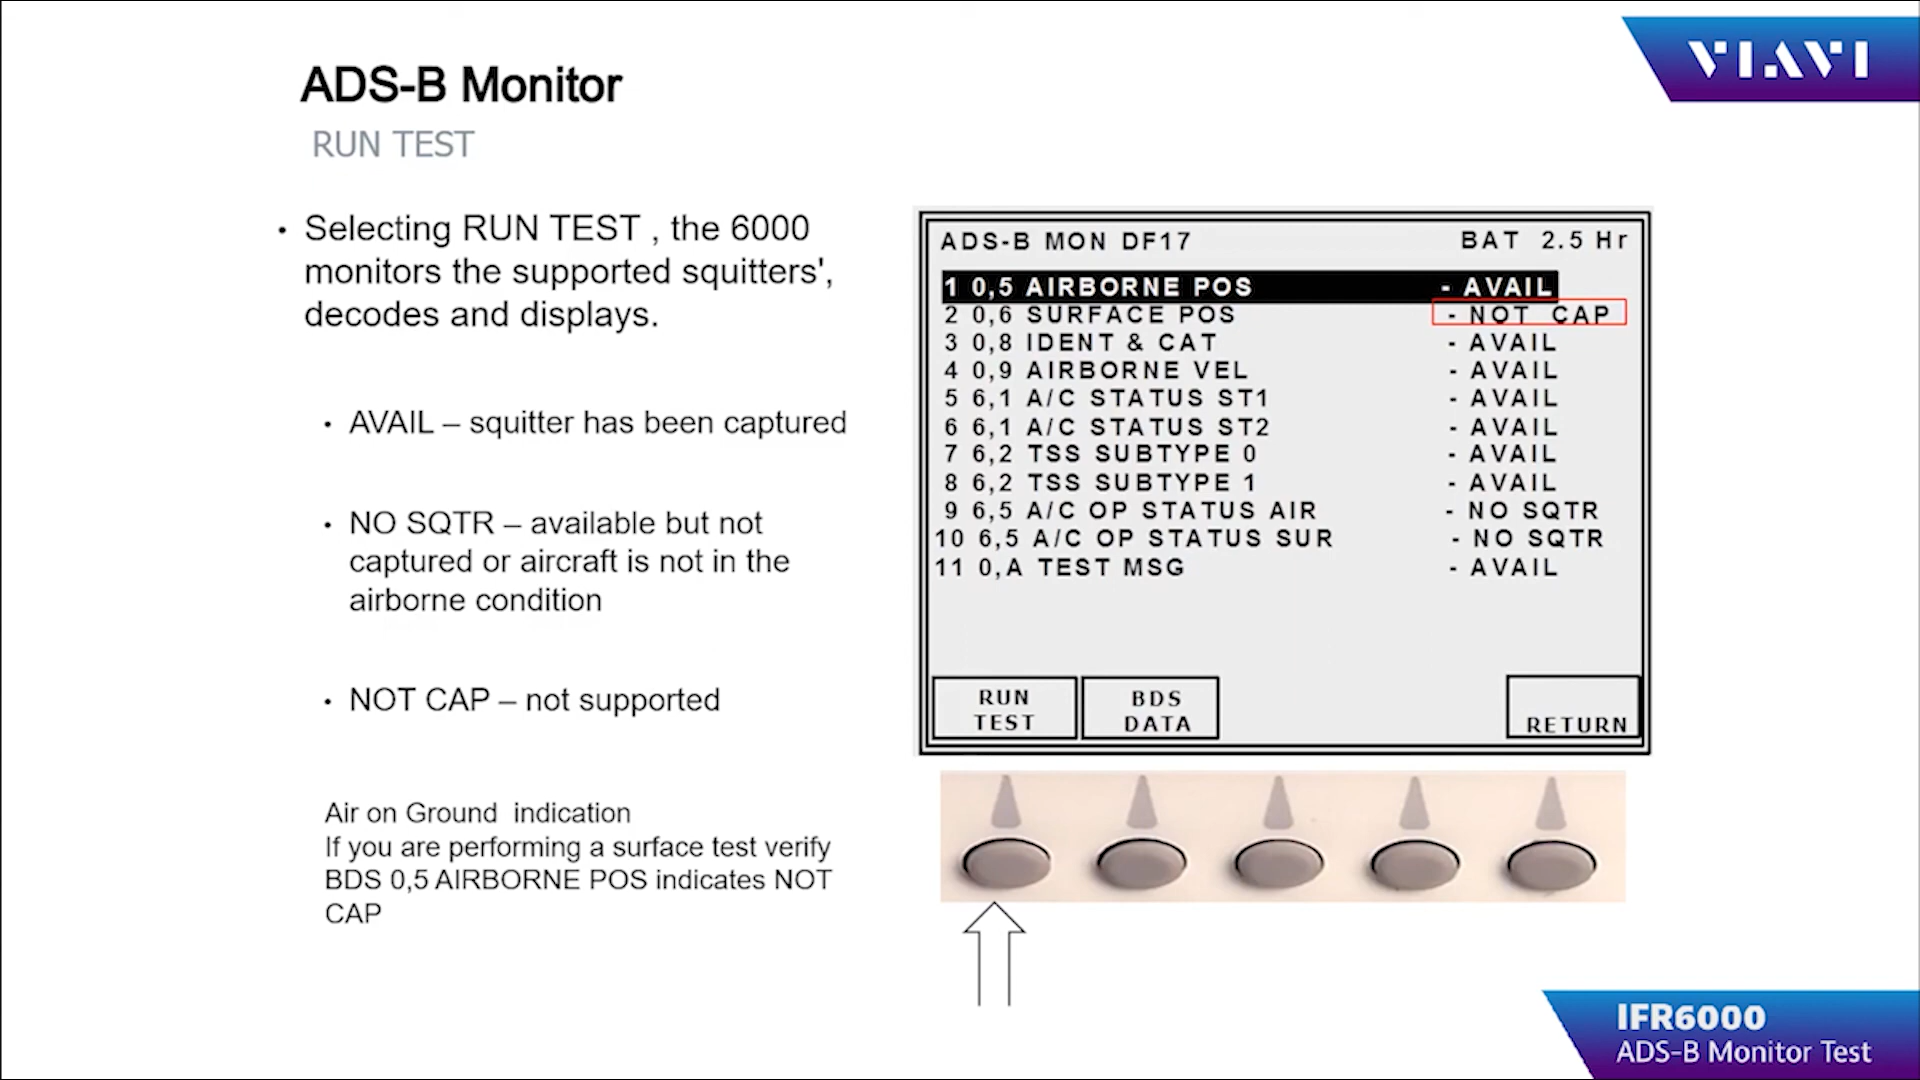 VIAVI
ADS-B Monitor
RUN TEST
• Selecting RUN TEST , the 6000
monitors the supported squitters',
decodes and displays.
• AVAIL – squitter has been captured
• NO SQTR – available but not
captured or aircraft is not in the
airborne condition
• NOT CAP – not supported
Air on Ground indication
If you are performing a surface test verify
BDS 0,5 AIRBORNE POS indicates NOT
CAP
ADS-B MON DF17 BAT 2.5 Hr
1 0,5 AIRBORNE POS - AVAIL
2 0,6 SURFACE POS - NOT CAP
3 0,8 IDENT & CAT - AVAIL
4 0,9 AIRBORNE VEL - AVAIL
5 6,1 A/C STATUS ST1 - AVAIL
6 6,1 A/C STATUS ST2 - AVAIL
7 6,2 TSS SUBTYPE 0 - AVAIL
8 6,2 TSS SUBTYPE 1 - AVAIL
9 6,5 A/C OP STATUS AIR - NO SQTR
10 6,5 A/C OP STATUS SUR - NO SQTR
11 0,A TEST MSG - AVAIL
RUN
TEST
BDS
DATA
RETURN
IFR6000
ADS-B Monitor Test